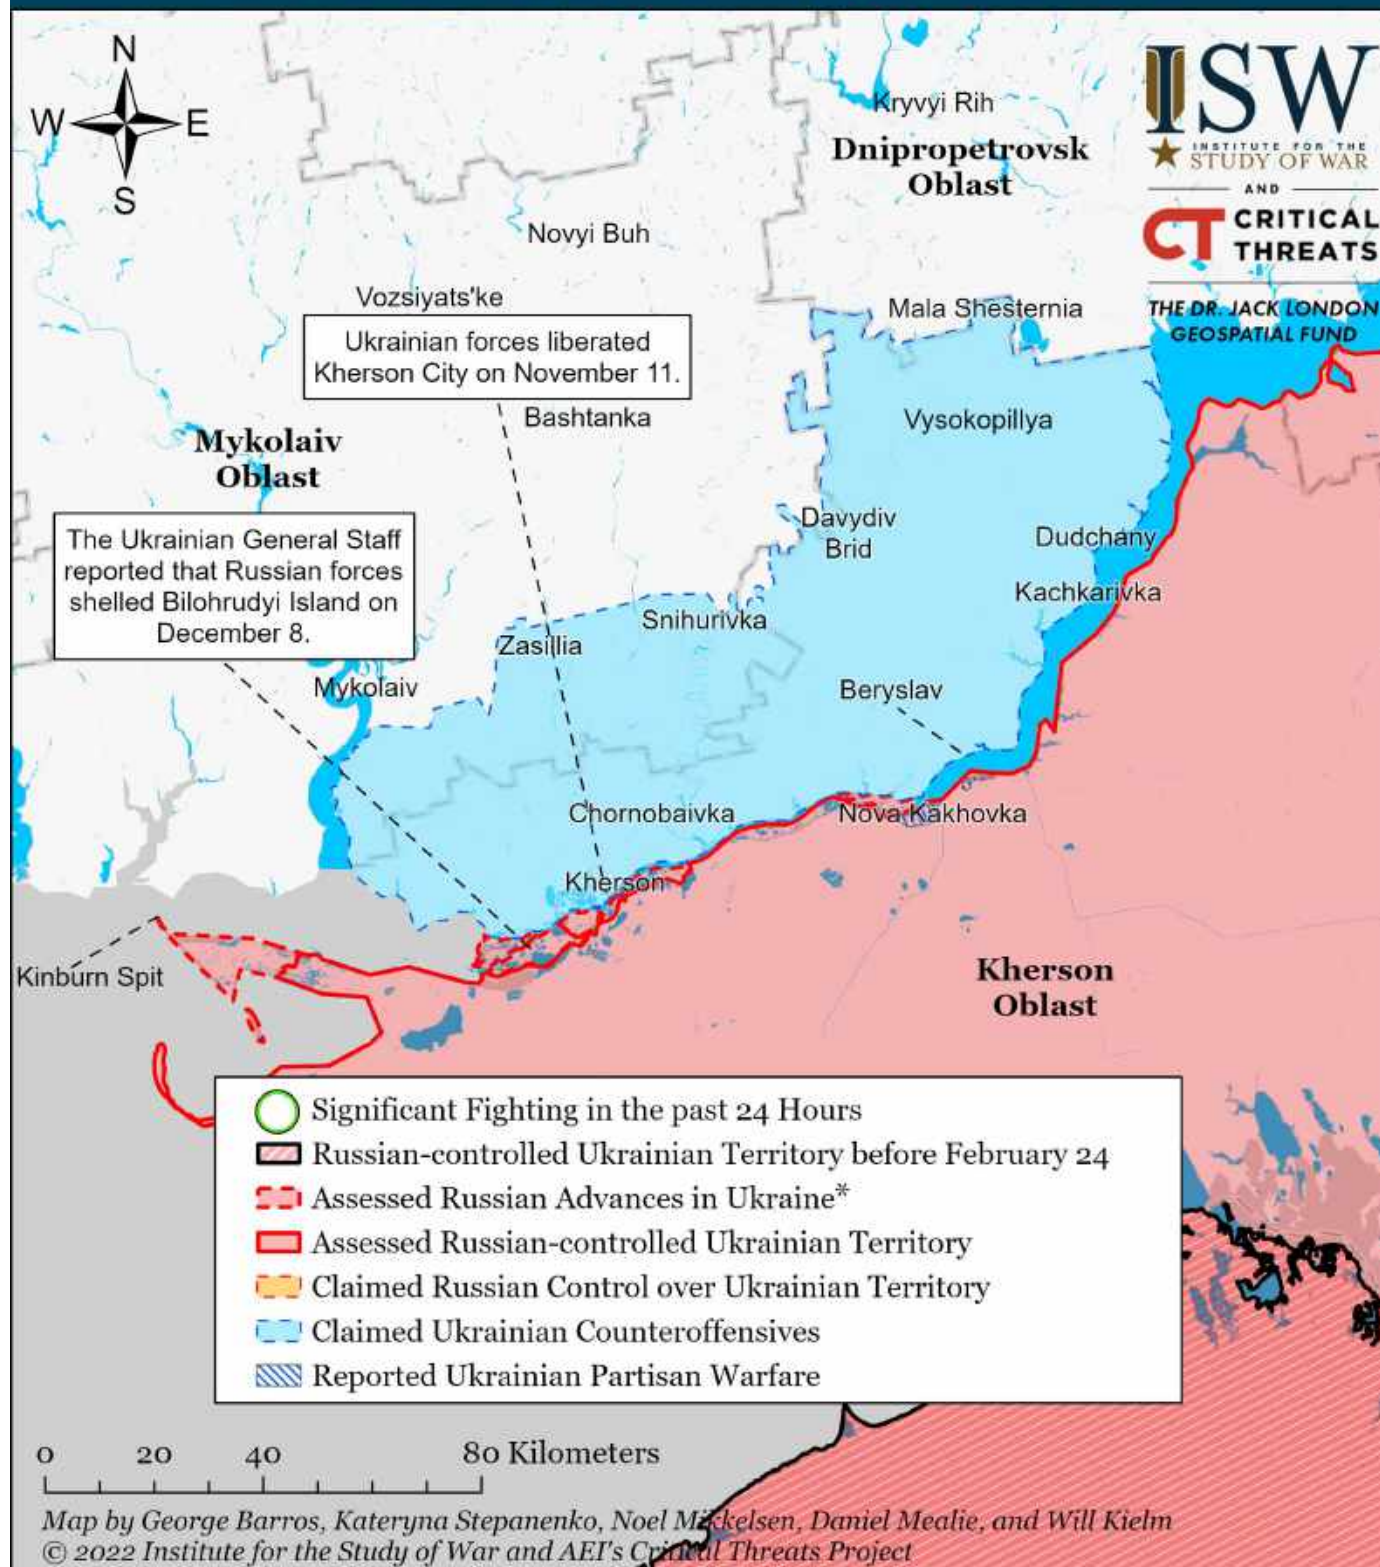 N
W E
S
Kryvyi Rih
Dnipropetrovsk
Oblast
ISW
INSTITUTE FOR THE
STUDY OF WAR
AND
CT CRITICAL
THREATS
THE DR. JACK LONDON
GEOSPATIAL FUND
Novyi Buh
Vozsiyats'ke
Mala Shesternia
Ukrainian forces liberated
Kherson City on November 11.
Bashtanka
Vysokopillya
Mykolaiv
Oblast
Davydiv
Brid
Dudchany
The Ukrainian General Staff
reported that Russian forces
shelled Bilohrudyi Island on
December 8.
Kachkarivka
Snihurivka
Zasillia
Mykolaiv
Beryslav
Chornobaivka
Nova Kakhovka
Kherson
Kinburn Spit
Kherson
Oblast
Significant Fighting in the past 24 Hours
Russian-controlled Ukrainian Territory before February 24
Assessed Russian Advances in Ukraine*
Assessed Russian-controlled Ukrainian Territory
Claimed Russian Control over Ukrainian Territory
Claimed Ukrainian Counteroffensives
Reported Ukrainian Partisan Warfare
0 20 40 80 Kilometers
Map by George Barros, Kateryna Stepanenko, Noel Mikkelsen, Daniel Mealie, and Will Kielm
© 2022 Institute for the Study of War and AEI's Critical Threats Project